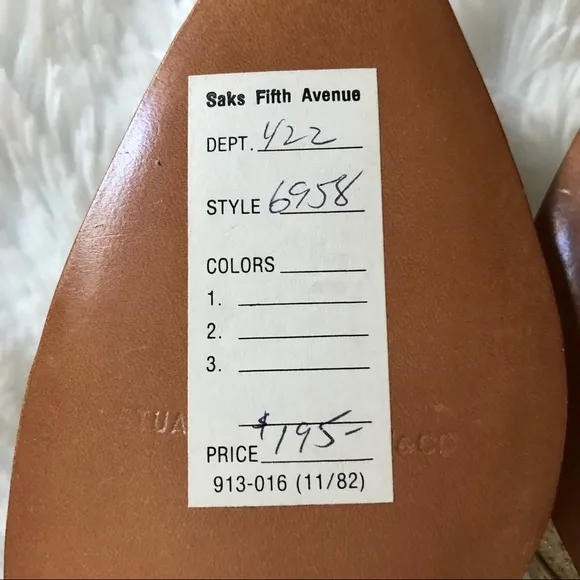 Saks Fifth Avenue
DEPT. 422
STYLE 6958
COLORS
1.
2.
3.
PRICE $195-
913-016 (11/82)